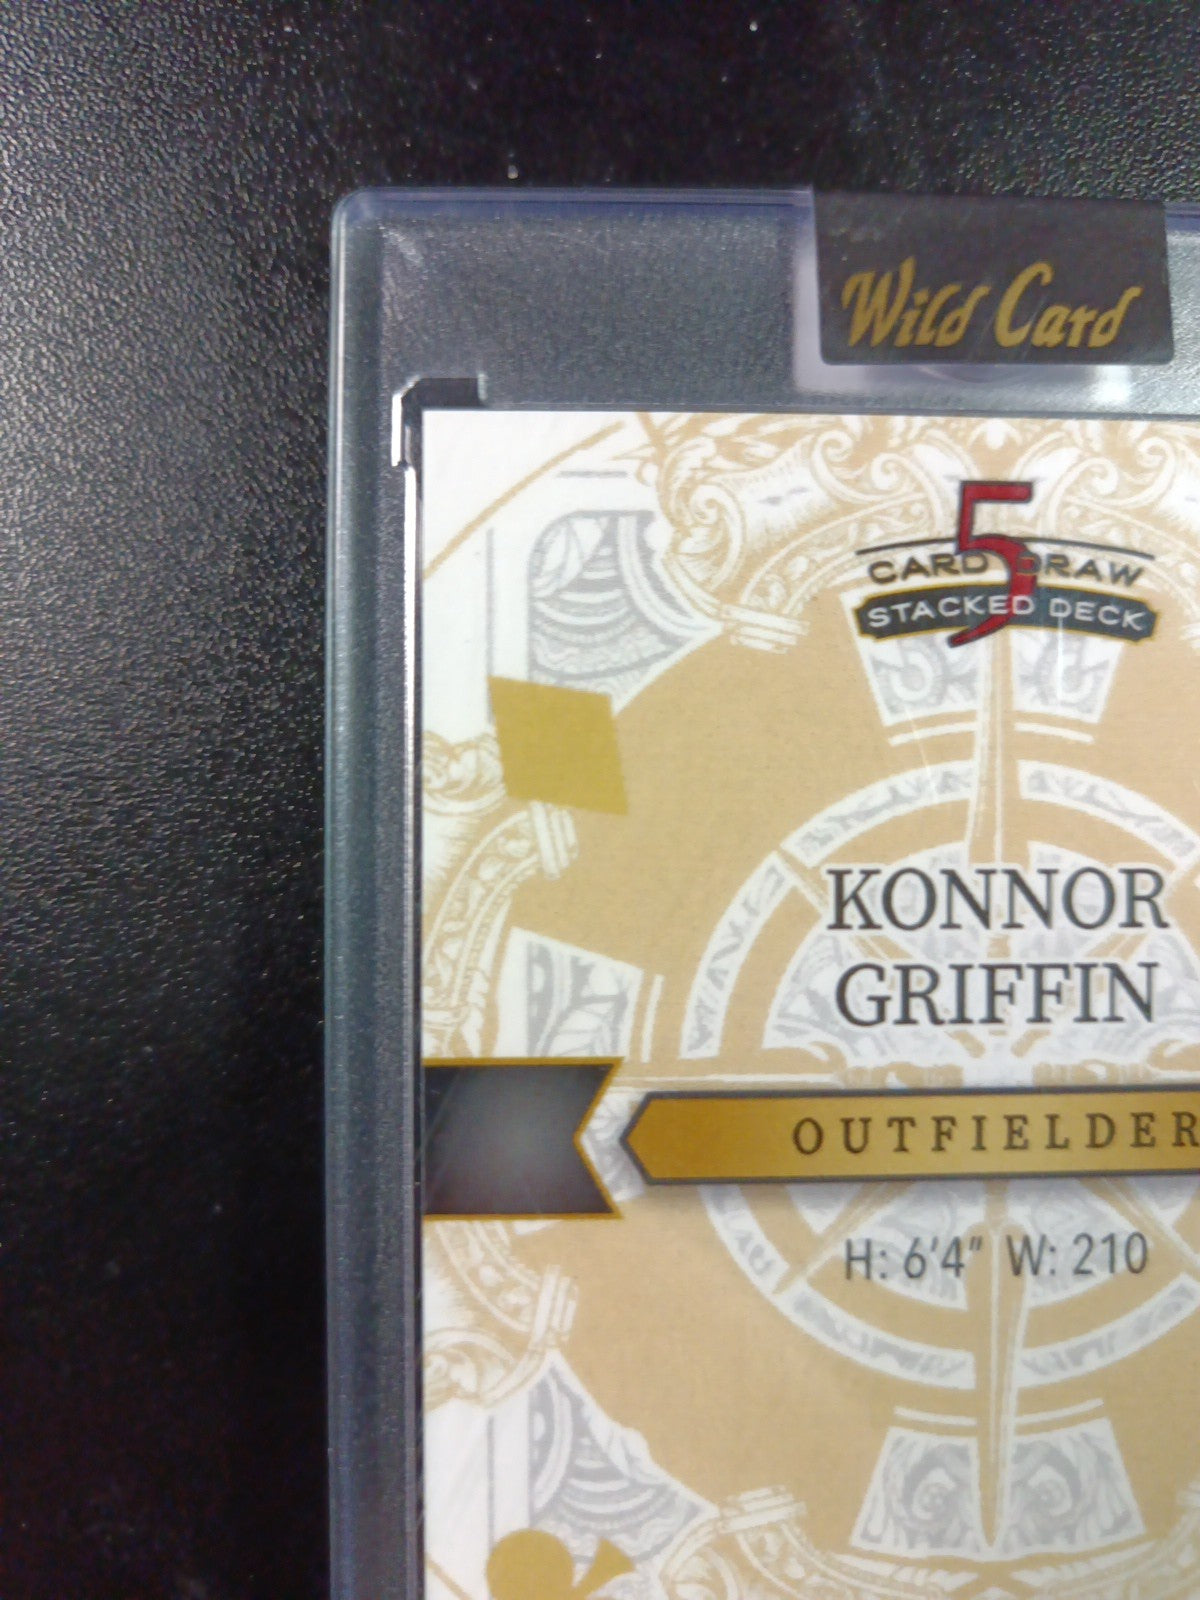 Wild Card
5
CARD DRAW
STACKED DECK
KONNOR
GRIFFIN
OUTFIELDER
H: 6'4" W: 210